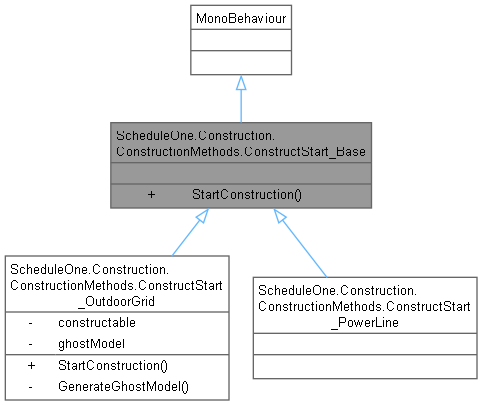 MonoBehaviour
ScheduleOne.Construction.
ConstructionMethods.ConstructStart_Base
+ StartConstruction()
ScheduleOne.Construction.
ConstructionMethods.ConstructStart
_OutdoorGrid
- constructable
- ghostModel
+ StartConstruction()
- GenerateGhostModel()
ScheduleOne.Construction.
ConstructionMethods.ConstructStart
_PowerLine